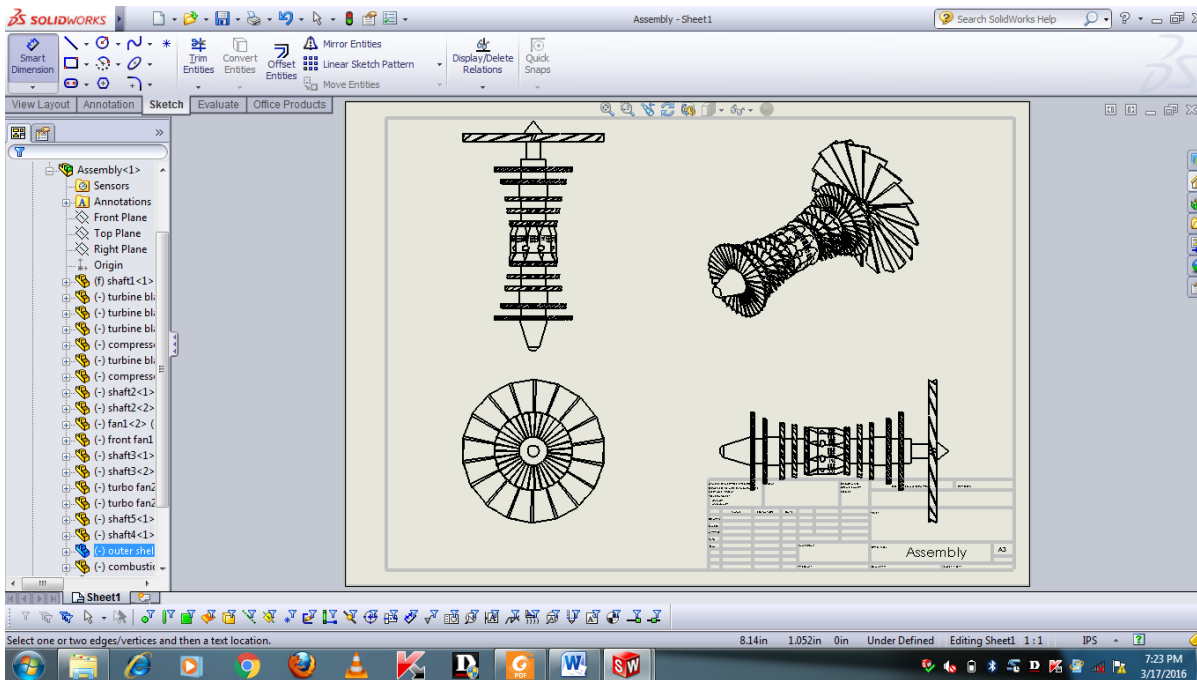 SOLIDWORKS
Assembly - Sheet1
Search SolidWorks Help
Smart Dimension
Trim Entities
Convert Entities
Offset Entities
Mirror Entities
Linear Sketch Pattern
Move Entities
Display/Delete Relations
Quick Snaps
View Layout
Annotation
Sketch
Evaluate
Office Products
Assembly<1>
Sensors
Annotations
Front Plane
Top Plane
Right Plane
Origin
(f) shaft1<1>
(-) turbine bl
(-) turbine bl
(-) turbine bl
(-) compress
(-) turbine bl
(-) compress
(-) shaft2<1>
(-) shaft2<2>
(-) fan1<2> (
(-) front fan1
(-) shaft3<1>
(-) shaft3<2>
(-) turbo fan2
(-) turbo fan2
(-) shaft5<1>
(-) shaft4<1>
(-) outer shel
(-) combusti
Assembly
A3
Sheet1
Select one or two edges/vertices and then a text location.
8.14in 1.052in 0in Under Defined Editing Sheet1 1 : 1 IPS
7:23 PM
3/17/2016